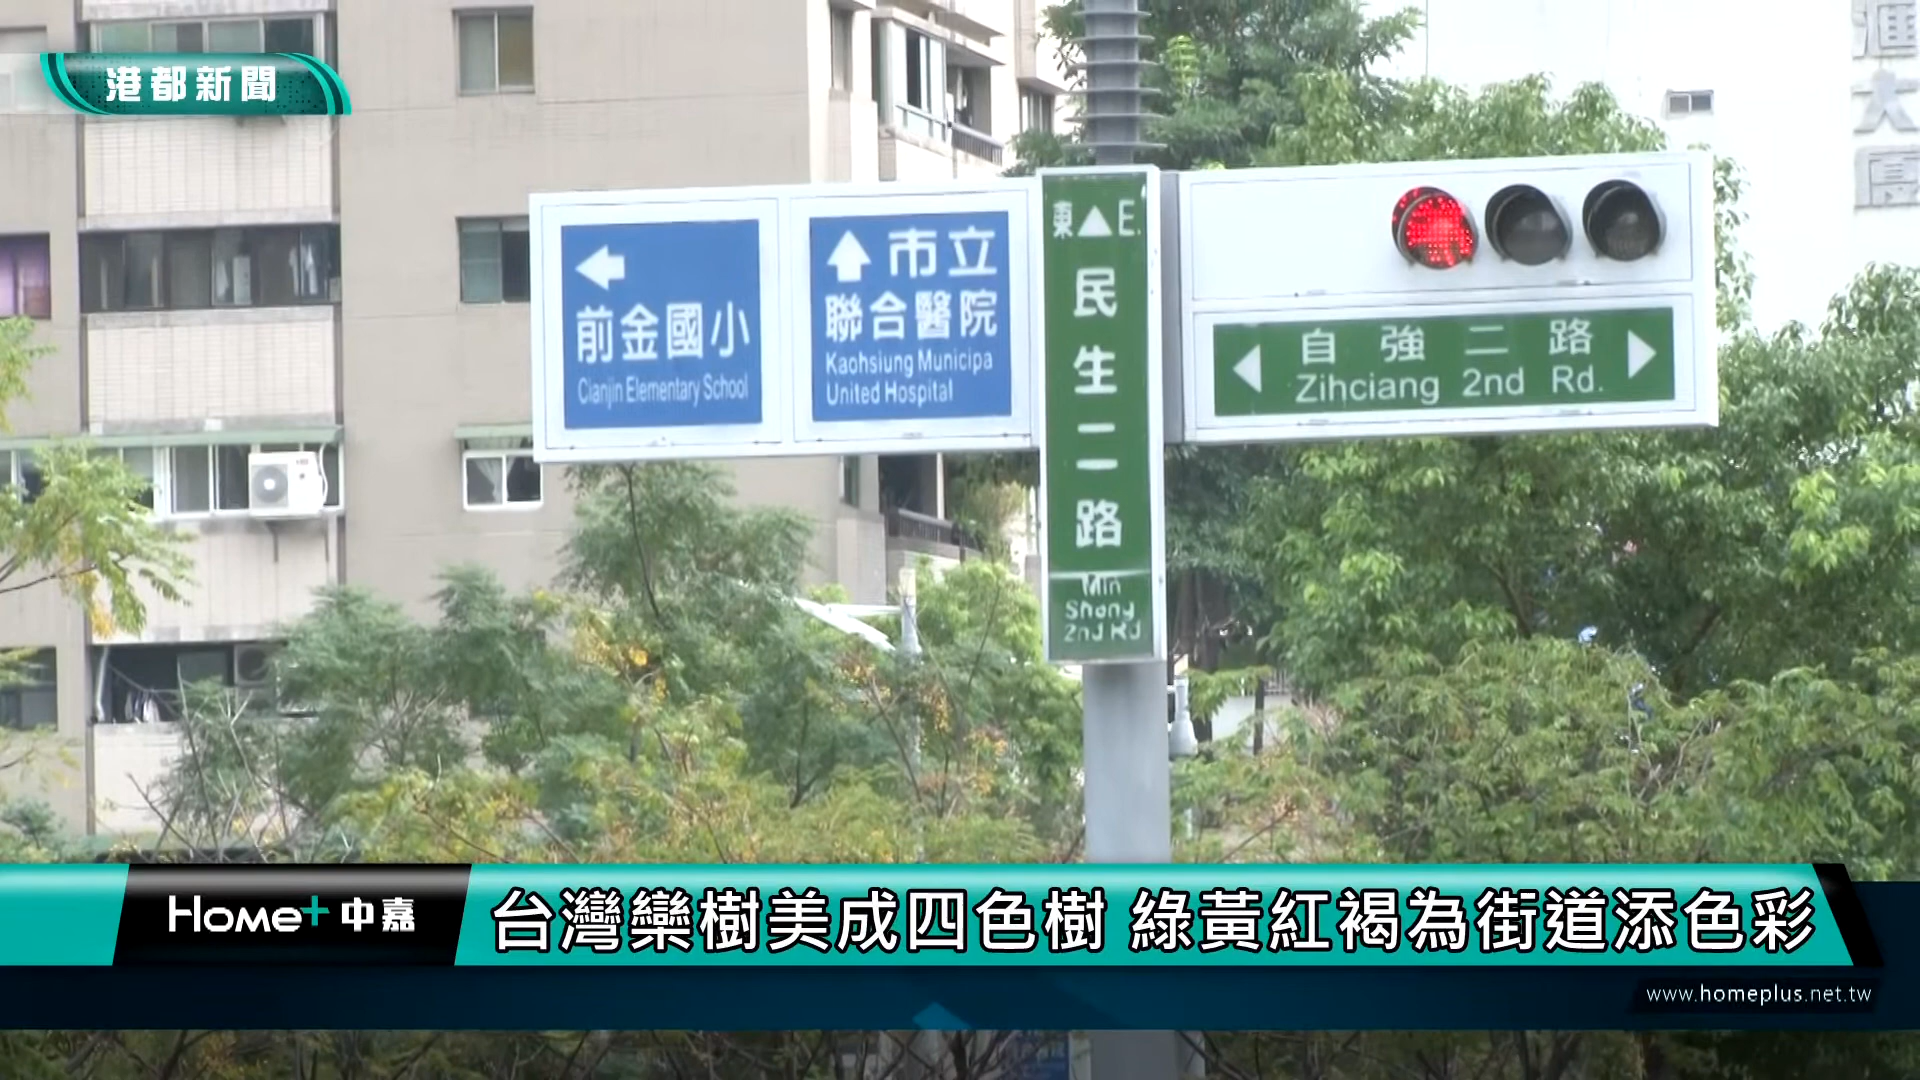 港都新聞
前金國小
Cianjin Elementary School
市立
聯合醫院
Kaohsiung Municipa
United Hospital
東 E.
民生二路
Min
Sheng
2nd Rd
自強二路
Zihciang 2nd Rd.
匯
大
Home+ 中嘉
台灣欒樹美成四色樹 綠黃紅褐為街道添色彩
www.homeplus.net.tw